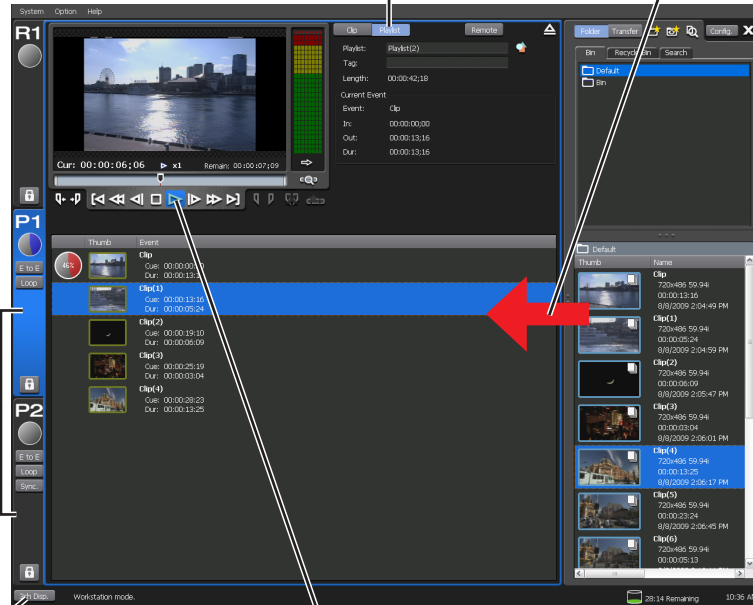 System Option Help
R1
P1
E to E
Loop
P2
E to E
Loop
Sync.
Cur: 00:00:06;06 x1 Remain: 00:00:07;09
Clip Playlist Remote
Playlist: Playlist(2)
Tag:
Length: 00:00:42;18
Current Event
Event: Clip
In: 00:00:00;00
Out: 00:00:13;16
Dur: 00:00:13;16
Thumb Event
46%
Clip
Cue: 00:00:00
Dur: 00:00:13
Clip(1)
Cue: 00:00:13:16
Dur: 00:00:05:24
Clip(2)
Cue: 00:00:19:10
Dur: 00:00:06:09
Clip(3)
Cue: 00:00:25:19
Dur: 00:00:03:04
Clip(4)
Cue: 00:00:28:23
Dur: 00:00:13:25
Folder Transfer Config. X
Bin Recycle Bin Search
Default
Bin
Default
Thumb Name
Clip
720x486 59.94i
00:00:13:16
8/8/2009 2:04:49 PM
Clip(1)
720x486 59.94i
00:00:05:24
8/8/2009 2:04:59 PM
Clip(2)
720x486 59.94i
00:00:06:09
8/8/2009 2:05:47 PM
Clip(3)
720x486 59.94i
00:00:03:04
8/8/2009 2:06:01 PM
Clip(4)
720x486 59.94i
00:00:13:25
8/8/2009 2:06:17 PM
Clip(5)
720x486 59.94i
00:00:23:24
8/8/2009 2:06:45 PM
Clip(6)
720x486 59.94i
00:00:05:13
Disp. Workstation mode. 28:14 Remaining 10:36 AM